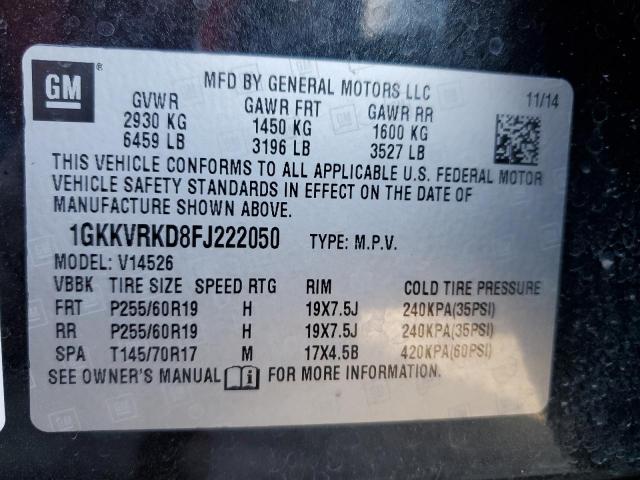 GM ®
MFD BY GENERAL MOTORS LLC
11/14
GVWR GAWR FRT GAWR RR
2930 KG 1450 KG 1600 KG
6459 LB 3196 LB 3527 LB
THIS VEHICLE CONFORMS TO ALL APPLICABLE U.S. FEDERAL MOTOR
VEHICLE SAFETY STANDARDS IN EFFECT ON THE DATE OF
MANUFACTURE SHOWN ABOVE.
1GKKVRKD8FJ222050 TYPE: M.P.V.
MODEL: V14526
VBBK TIRE SIZE SPEED RTG RIM COLD TIRE PRESSURE
FRT P255/60R19 H 19X7.5J 240KPA(35PSI)
RR P255/60R19 H 19X7.5J 240KPA(35PSI)
SPA T145/70R17 M 17X4.5B 420KPA(60PSI)
SEE OWNER'S MANUAL FOR MORE INFORMATION.